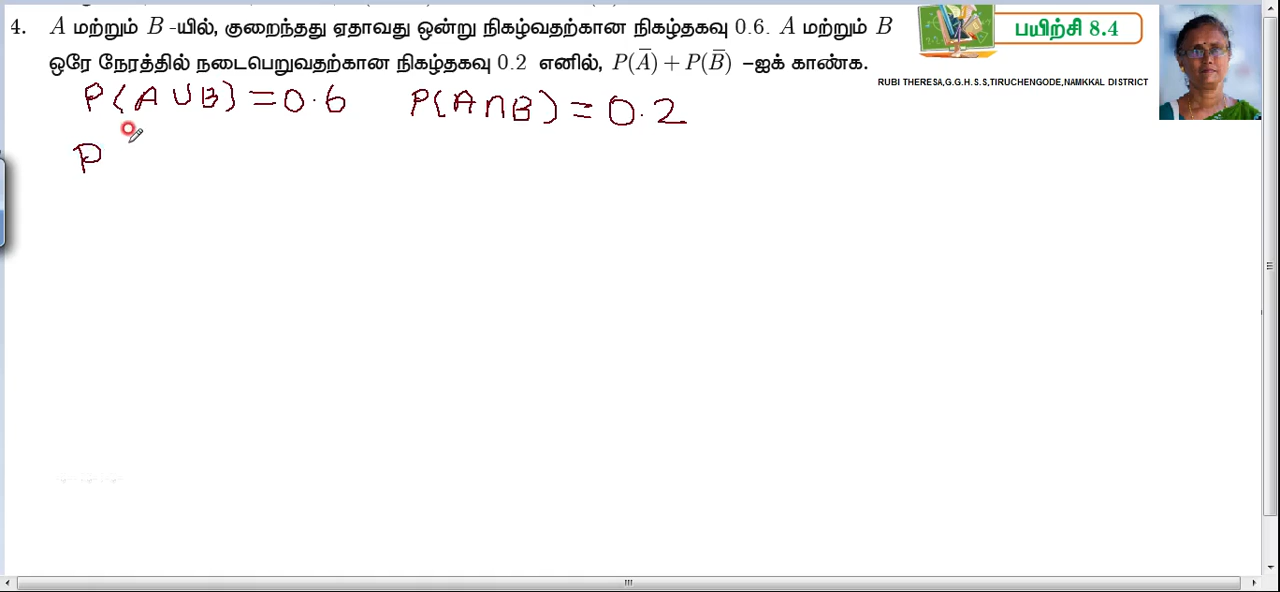 4. A மற்றும் B -யில், குறைந்தது ஏதாவது ஒன்று நிகழ்வதற்கான நிகழ்தகவு 0.6. A மற்றும் B
ஒரே நேரத்தில் நடைபெறுவதற்கான நிகழ்தகவு 0.2 எனில், P(A̅) + P(B̅) –ஐக் காண்க.
பயிற்சி 8.4
RUBI THERESA,G.G.H.S.S,TIRUCHENGODE,NAMKKAL DISTRICT
P(A∪B) = 0.6 P(A∩B) = 0.2
P